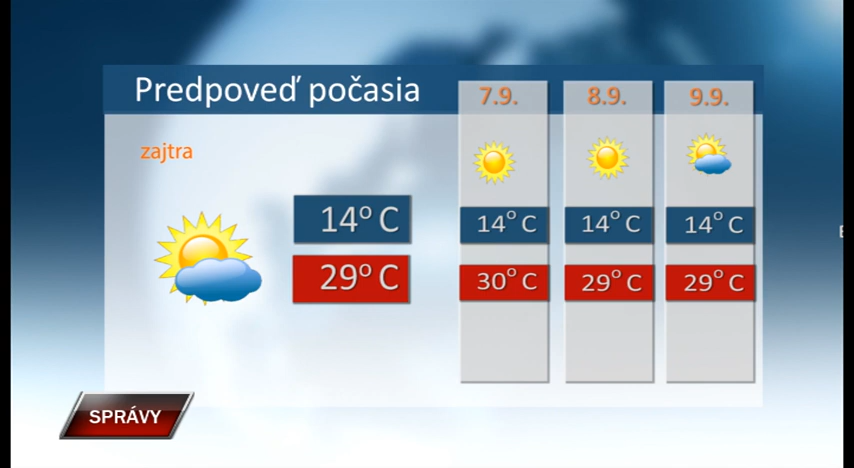 Predpoveď počasia
zajtra
14° C
29° C
7.9. 8.9. 9.9.
14° C 14° C 14° C
30° C 29° C 29° C
SPRÁVY